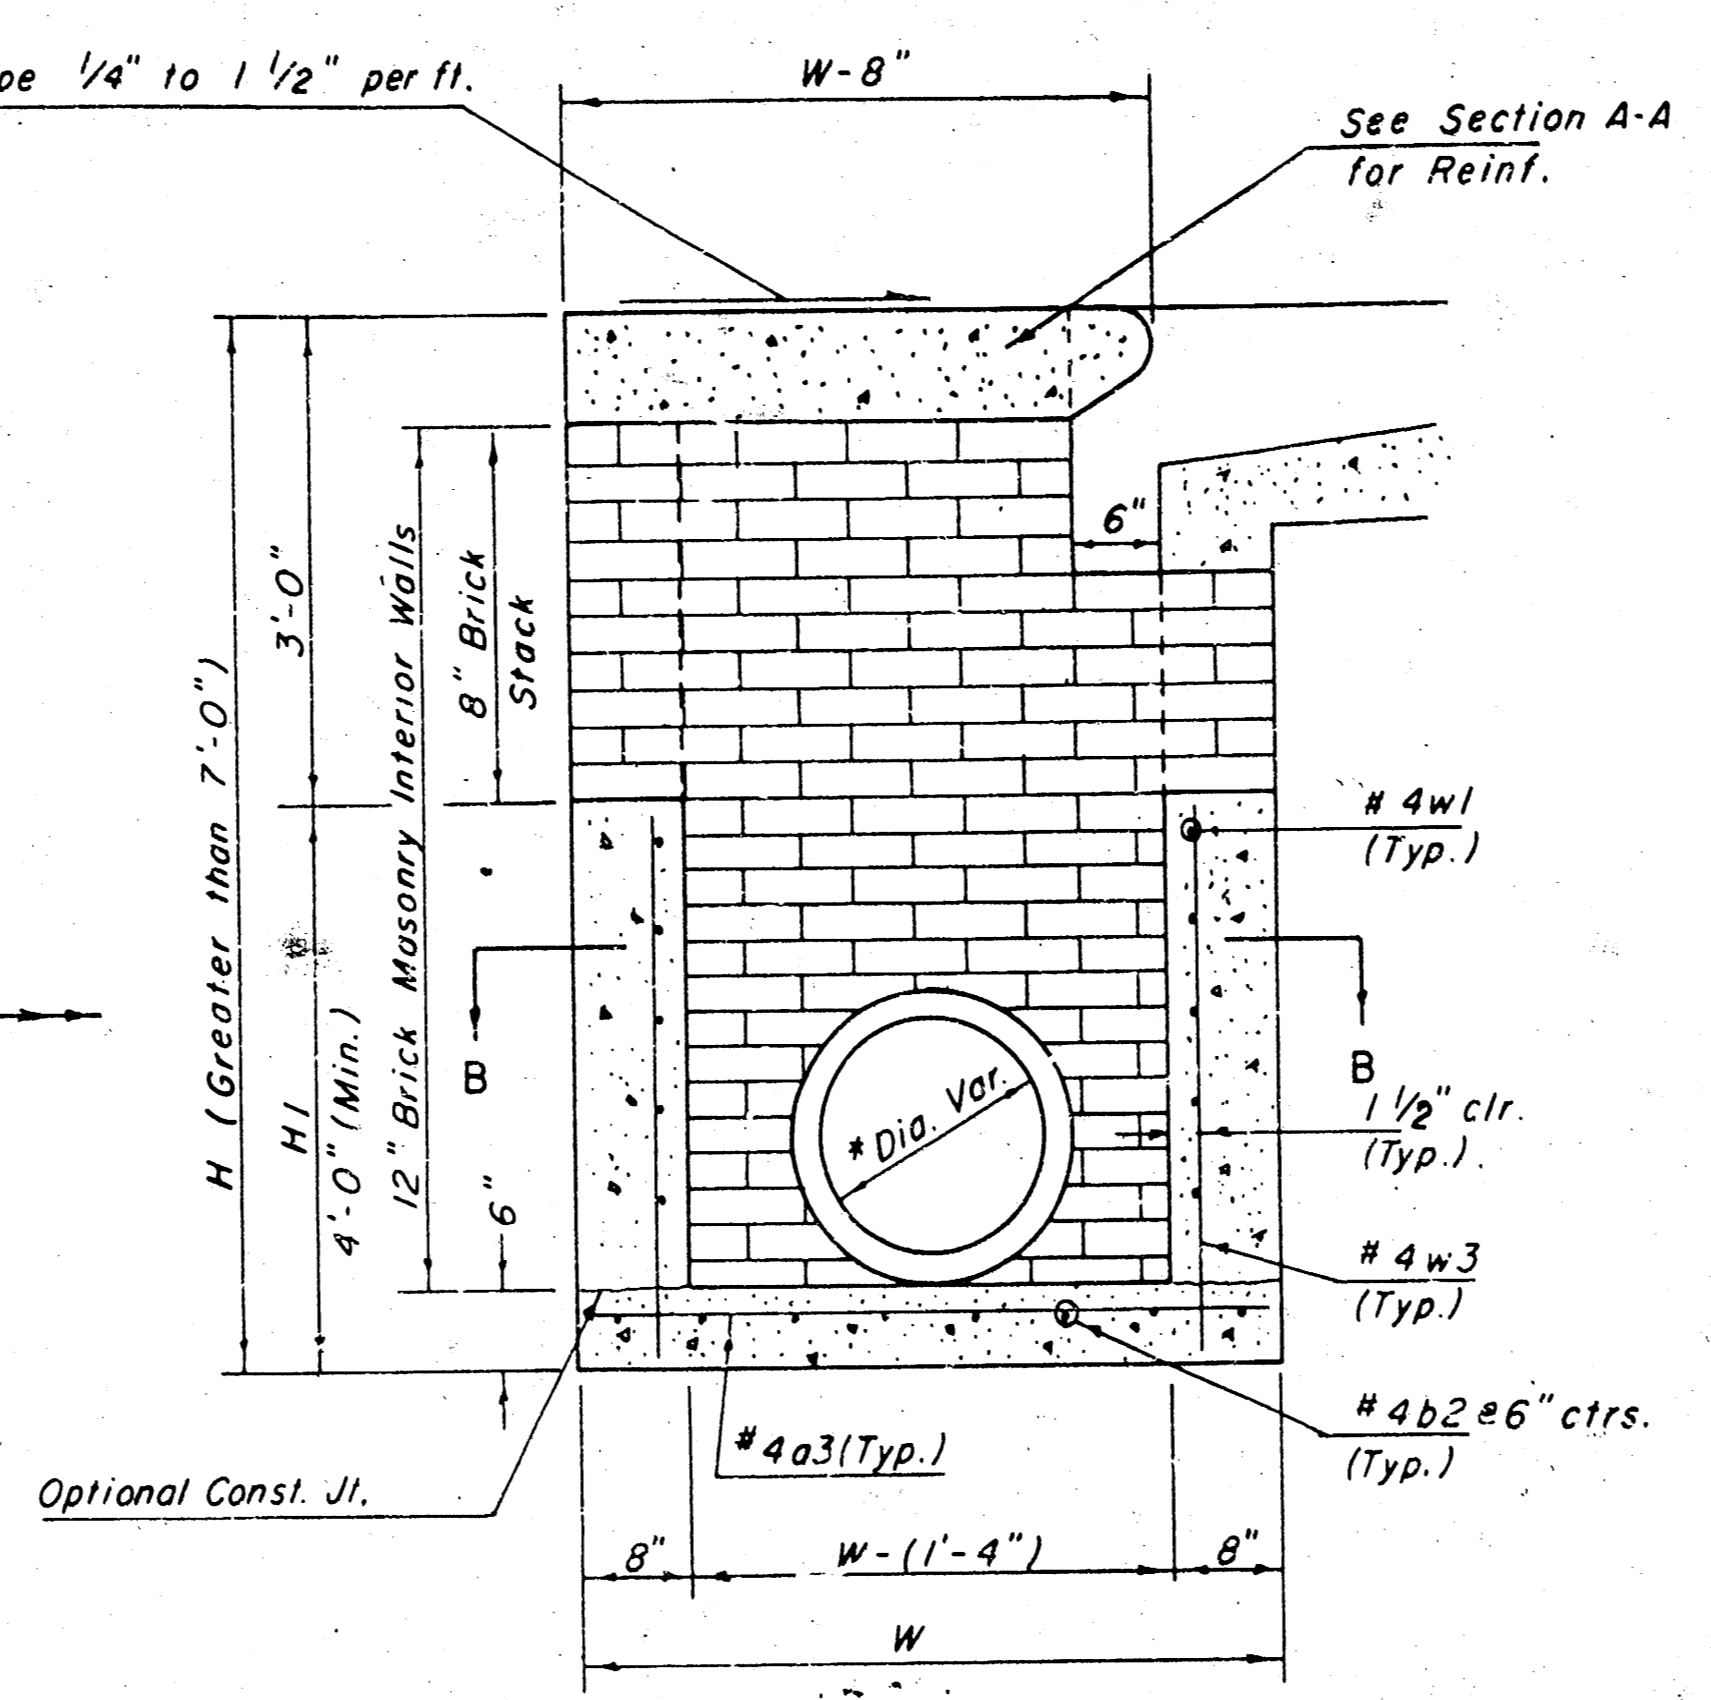 1/4" to 1 1/2" per ft.
W-8"
See Section A-A
for Reinf.
6"
3'-0"
8" Brick
Stack
12" Brick Masonry Interior Walls
H (Greater than 7'-0")
H1
4'-0" (Min.)
6"
# 4w1
(Typ.)
B
B
* Dia. Var.
1 1/2" clr.
(Typ.).
# 4w3
(Typ.)
# 4b2 @ 6" ctrs.
(Typ.)
#4a3(Typ.)
Optional Const. Jt.
8"
W-(1'-4")
8"
W